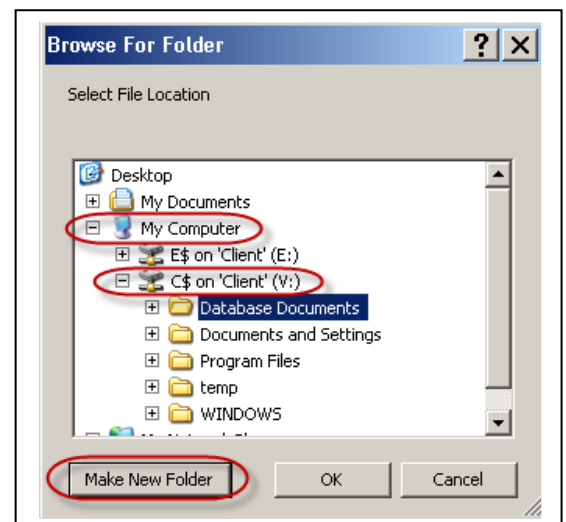 Browse For Folder
Select File Location
Desktop
My Documents
My Computer
E$ on 'Client' (E:)
C$ on 'Client' (V:)
Database Documents
Documents and Settings
Program Files
temp
WINDOWS
Make New Folder OK Cancel